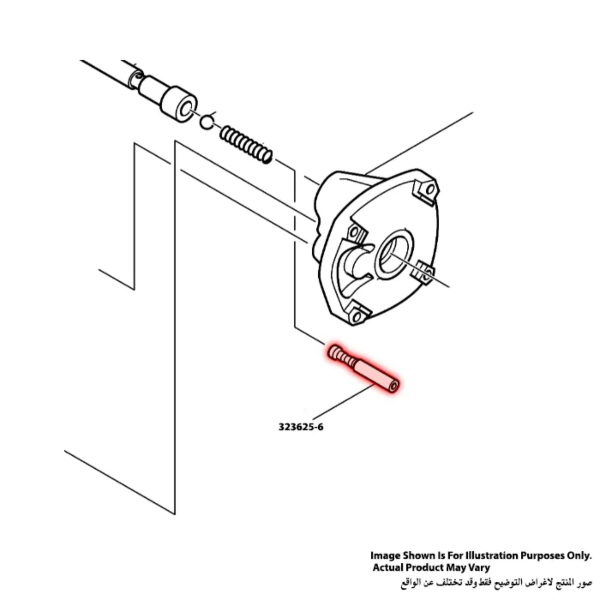 323625-6
Image Shown Is For Illustration Purposes Only.
Actual Product May Vary
صور المنتج لاغراض التوضيح فقط وقد تختلف عن الواقع